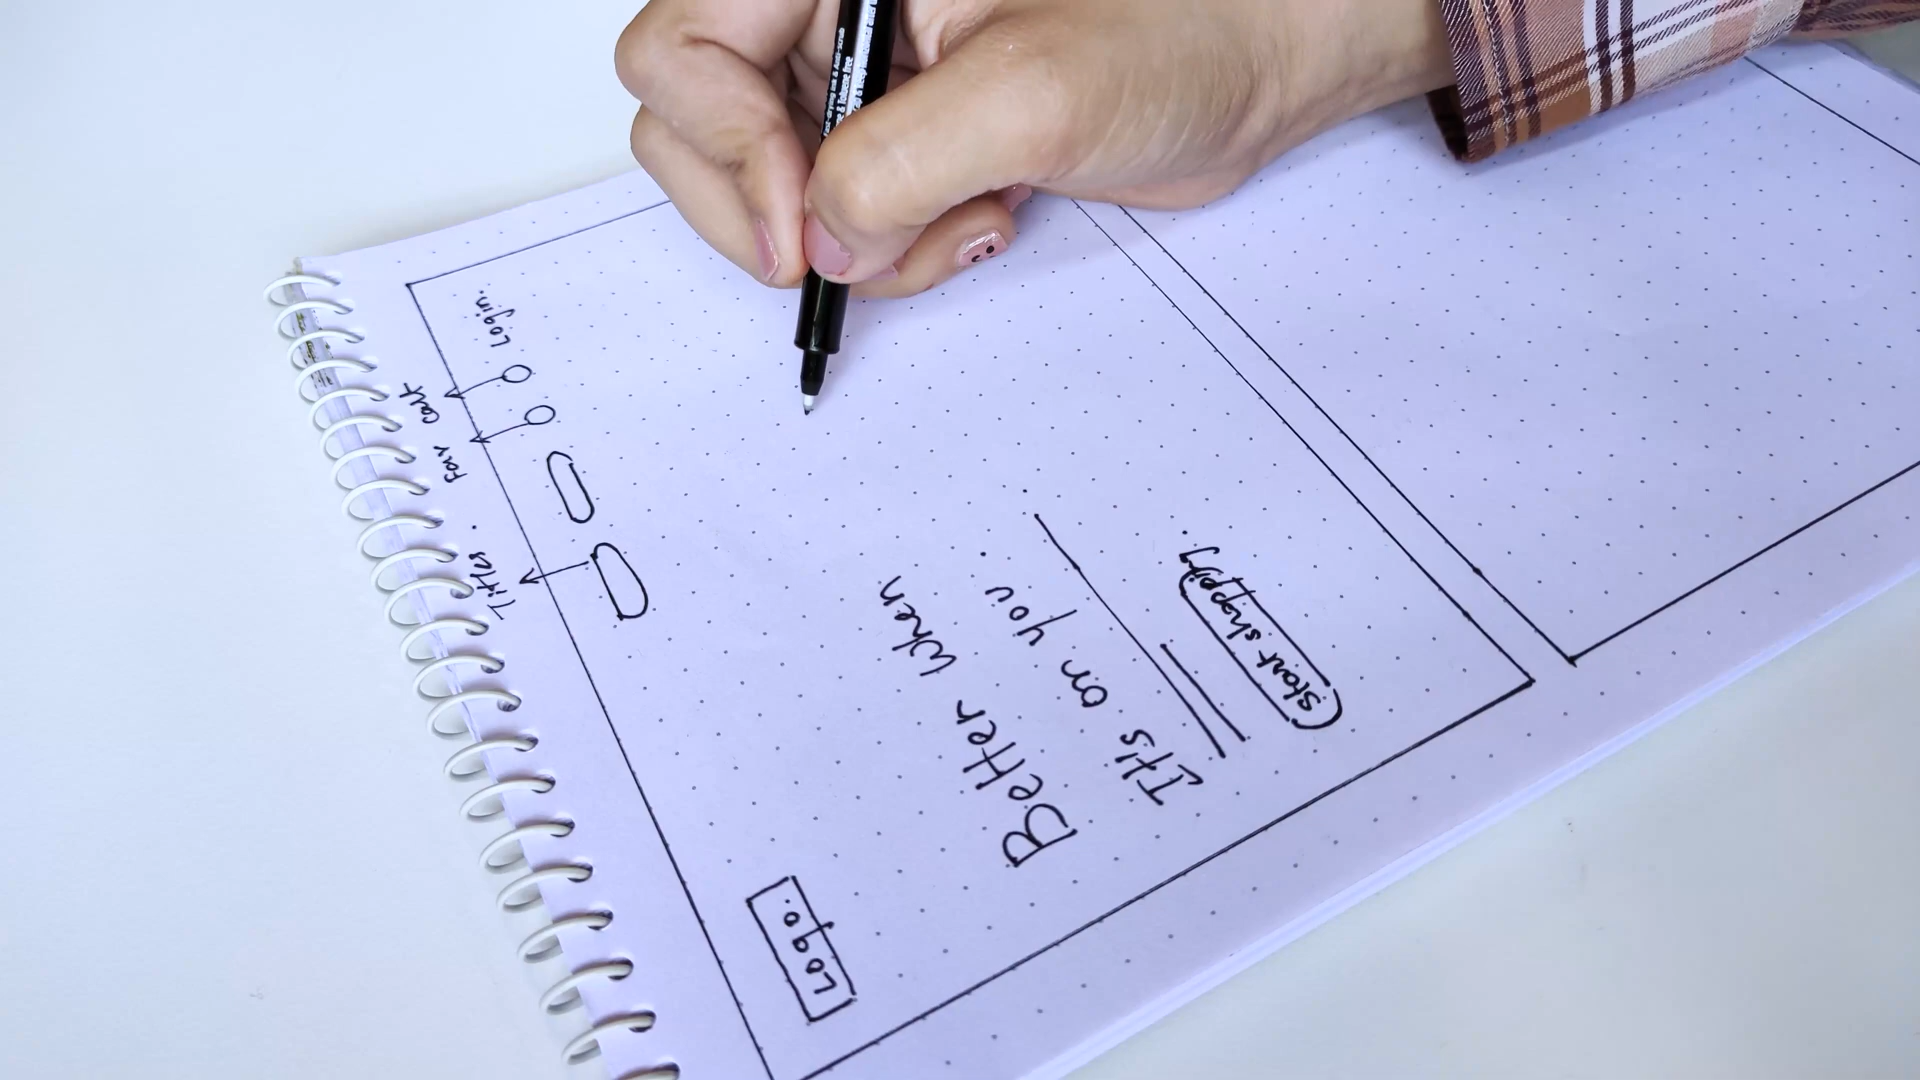 Titles.
Fav
Cart
Logo.
Login.
Better when
It's on you.
Start shopping.